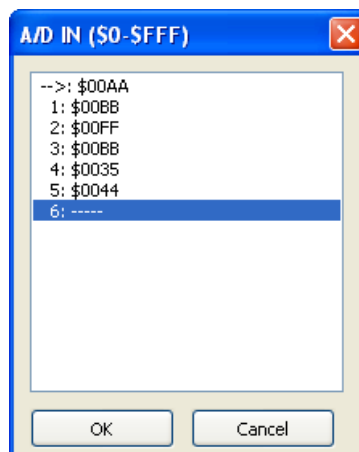 A/D IN ($0-$FFF)
-->: $00AA
1: $00BB
2: $00FF
3: $00BB
4: $0035
5: $0044
6: -----
OK
Cancel